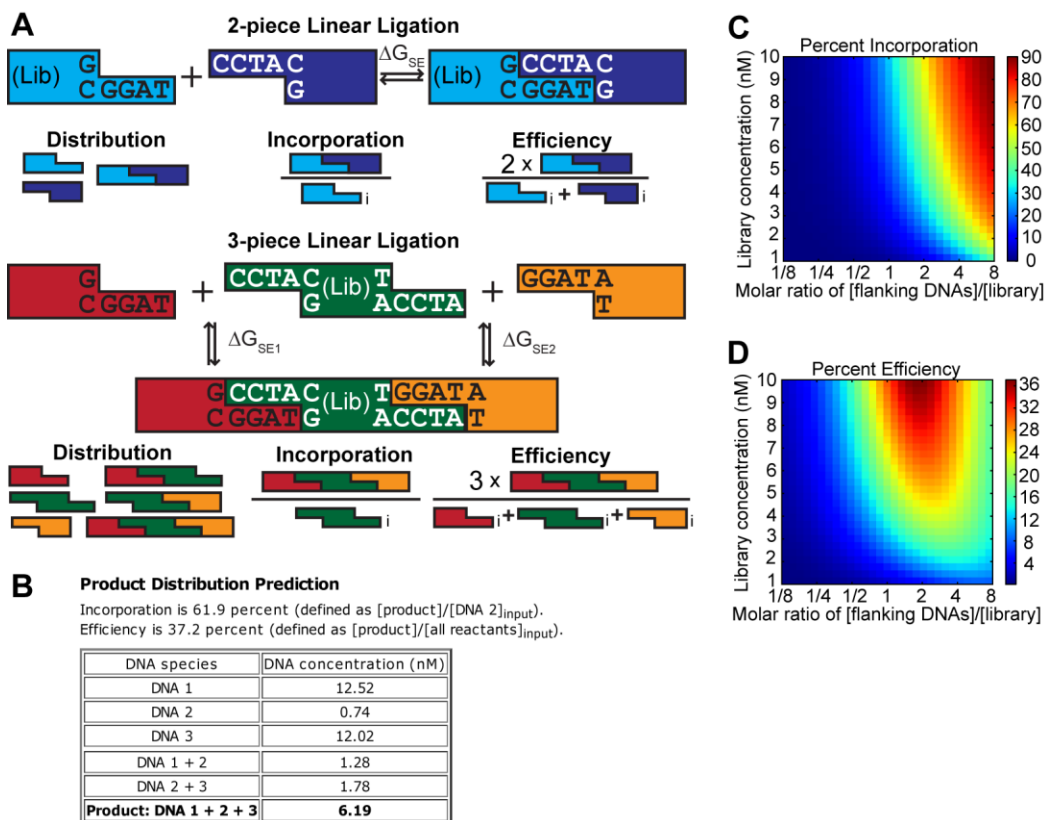 A
2-piece Linear Ligation
(Lib) G
C GGAT
+
CCTA C
G
ΔG_SE
(Lib) G CCTA C
C GGAT G
Distribution
Incorporation
i
Efficiency
2 x
i + i
3-piece Linear Ligation
G
C GGAT
+
CCTA C (Lib) T
G ACCTA
+
GGAT A
T
ΔG_SE1
ΔG_SE2
G CCTA C (Lib) T GGAT A
C GGAT G ACCTA T
Distribution
Incorporation
i
Efficiency
3 x
i + i + i
B
Product Distribution Prediction
Incorporation is 61.9 percent (defined as [product]/[DNA 2]input).
Efficiency is 37.2 percent (defined as [product]/[all reactants]input).
DNA species DNA concentration (nM)
DNA 1 12.52
DNA 2 0.74
DNA 3 12.02
DNA 1 + 2 1.28
DNA 2 + 3 1.78
Product: DNA 1 + 2 + 3 6.19
C
Percent Incorporation
Library concentration (nM)
10
9
8
7
6
5
4
3
2
1
1/8 1/4 1/2 1 2 4 8
Molar ratio of [flanking DNAs]/[library]
90
80
70
60
50
40
30
20
10
0
D
Percent Efficiency
Library concentration (nM)
10
9
8
7
6
5
4
3
2
1
1/8 1/4 1/2 1 2 4 8
Molar ratio of [flanking DNAs]/[library]
36
32
28
24
20
16
12
8
4